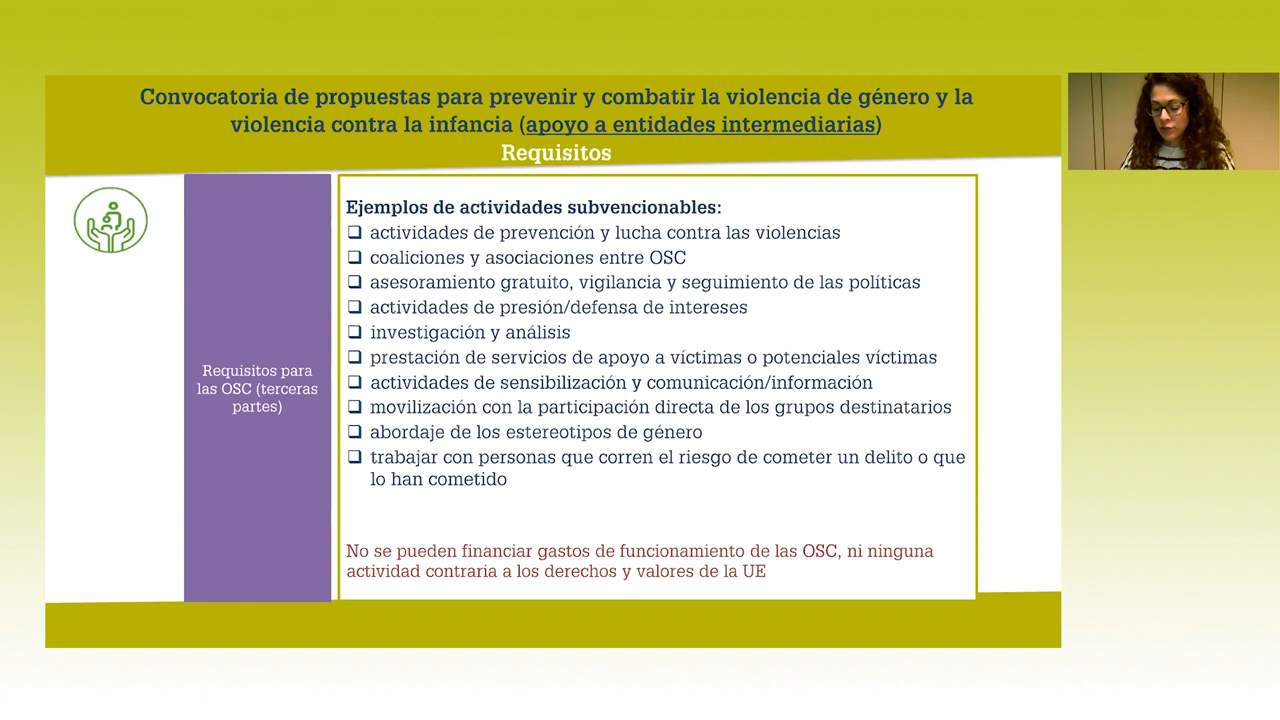 Convocatoria de propuestas para prevenir y combatir la violencia de género y la
violencia contra la infancia (apoyo a entidades intermediarias)
Requisitos
Requisitos para
las OSC (terceras
partes)
Ejemplos de actividades subvencionables:
❑ actividades de prevención y lucha contra las violencias
❑ coaliciones y asociaciones entre OSC
❑ asesoramiento gratuito, vigilancia y seguimiento de las políticas
❑ actividades de presión/defensa de intereses
❑ investigación y análisis
❑ prestación de servicios de apoyo a víctimas o potenciales víctimas
❑ actividades de sensibilización y comunicación/información
❑ movilización con la participación directa de los grupos destinatarios
❑ abordaje de los estereotipos de género
❑ trabajar con personas que corren el riesgo de cometer un delito o que
lo han cometido
No se pueden financiar gastos de funcionamiento de las OSC, ni ninguna
actividad contraria a los derechos y valores de la UE